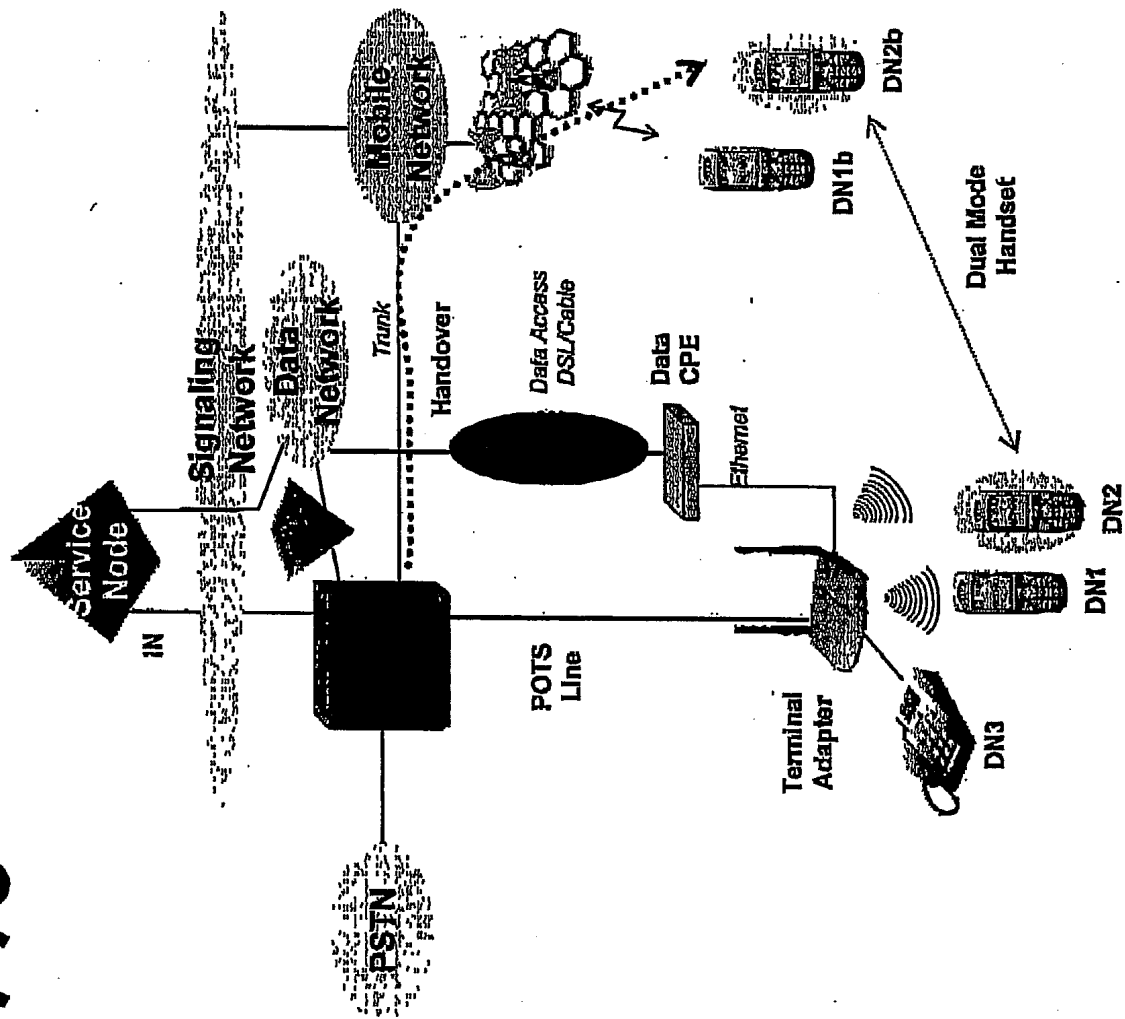 Service
Node
IN
Signaling
Network
Data
Network
Mobile
Network
Trunk
Handover
PSTN
POTS
Line
Data Access
DSL/Cable
Data
CPE
Ethernet
Terminal
Adapter
DN3
DN1
DN2
Dual Mode
Handset
DN1b
DN2b